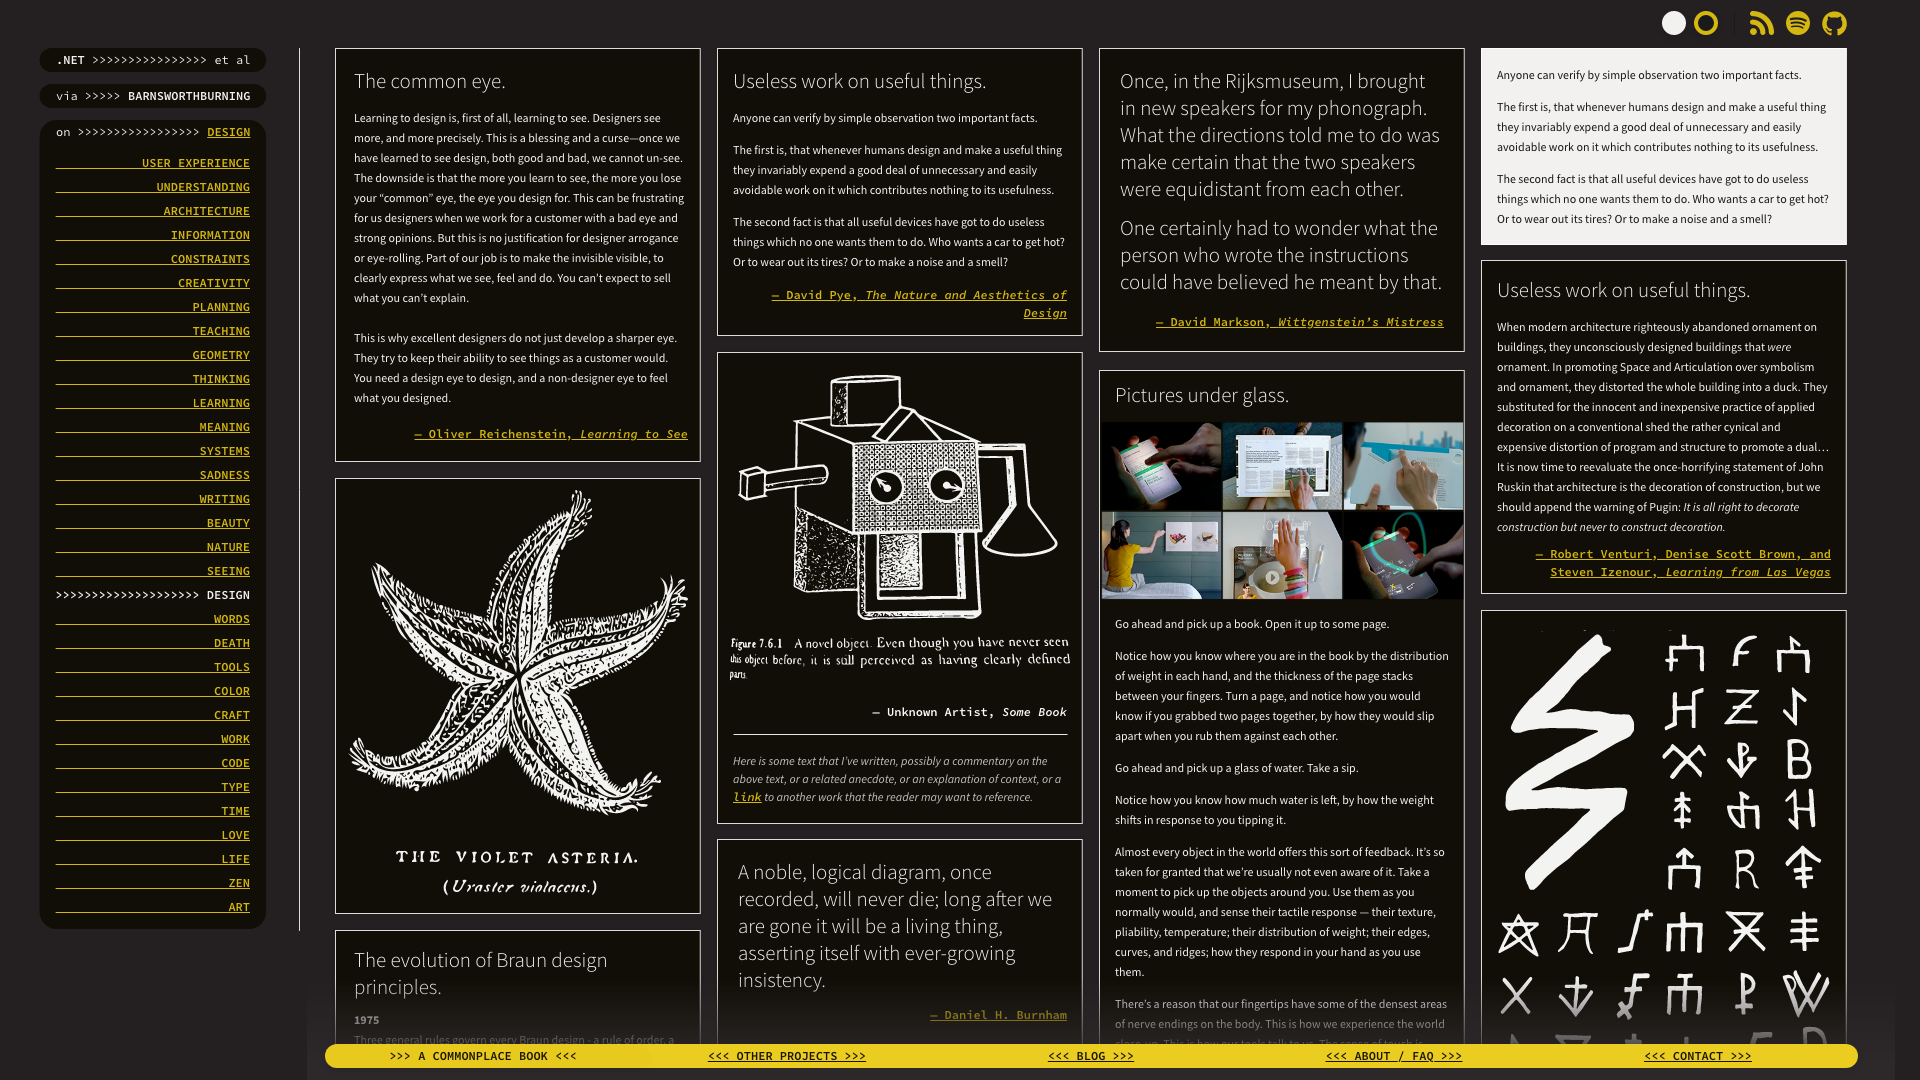 .NET >>>>>>>>>>>>>>>> et al
via >>>>> BARNSWORTHBURNING
on >>>>>>>>>>>>>>>>> DESIGN
USER EXPERIENCE
UNDERSTANDING
ARCHITECTURE
INFORMATION
CONSTRAINTS
CREATIVITY
PLANNING
TEACHING
GEOMETRY
THINKING
LEARNING
MEANING
SYSTEMS
SADNESS
WRITING
BEAUTY
NATURE
SEEING
>>>>>>>>>>>>>>>>>>>> DESIGN
WORDS
DEATH
TOOLS
COLOR
CRAFT
WORK
CODE
TYPE
TIME
LOVE
LIFE
ZEN
ART
The common eye.
Learning to design is, first of all, learning to see. Designers see
more, and more precisely. This is a blessing and a curse—once we
have learned to see design, both good and bad, we cannot un-see.
The downside is that the more you learn to see, the more you lose
your “common” eye, the eye you design for. This can be frustrating
for us designers when we work for a customer with a bad eye and
strong opinions. But this is no justification for designer arrogance
or eye-rolling. Part of our job is to make the invisible visible, to
clearly express what we see, feel and do. You can’t expect to sell
what you can’t explain.
This is why excellent designers do not just develop a sharper eye.
They try to keep their ability to see things as a customer would.
You need a design eye to design, and a non-designer eye to feel
what you designed.
— Oliver Reichenstein, Learning to See
THE VIOLET ASTERIA.
(Uraster violaceus.)
The evolution of Braun design
principles.
1975
Three general rules govern every Braun design - a rule of order, a
Useless work on useful things.
Anyone can verify by simple observation two important facts.
The first is, that whenever humans design and make a useful thing
they invariably expend a good deal of unnecessary and easily
avoidable work on it which contributes nothing to its usefulness.
The second fact is that all useful devices have got to do useless
things which no one wants them to do. Who wants a car to get hot?
Or to wear out its tires? Or to make a noise and a smell?
— David Pye, The Nature and Aesthetics of
Design
Figure 7.6.1 A novel object. Even though you have never seen
this object before, it is still perceived as having clearly defined
parts.
— Unknown Artist, Some Book
Here is some text that I’ve written, possibly a commentary on the
above text, or a related anecdote, or an explanation of context, or a
link to another work that the reader may want to reference.
A noble, logical diagram, once
recorded, will never die; long after we
are gone it will be a living thing,
asserting itself with ever-growing
insistency.
— Daniel H. Burnham
Once, in the Rijksmuseum, I brought
in new speakers for my phonograph.
What the directions told me to do was
make certain that the two speakers
were equidistant from each other.
One certainly had to wonder what the
person who wrote the instructions
could have believed he meant by that.
— David Markson, Wittgenstein’s Mistress
Pictures under glass.
Go ahead and pick up a book. Open it up to some page.
Notice how you know where you are in the book by the distribution
of weight in each hand, and the thickness of the page stacks
between your fingers. Turn a page, and notice how you would
know if you grabbed two pages together, by how they would slip
apart when you rub them against each other.
Go ahead and pick up a glass of water. Take a sip.
Notice how you know how much water is left, by how the weight
shifts in response to you tipping it.
Almost every object in the world offers this sort of feedback. It’s so
taken for granted that we’re usually not even aware of it. Take a
moment to pick up the objects around you. Use them as you
normally would, and sense their tactile response — their texture,
pliability, temperature; their distribution of weight; their edges,
curves, and ridges; how they respond in your hand as you use
them.
There’s a reason that our fingertips have some of the densest areas
of nerve endings on the body. This is how we experience the world
close-up. This is how our tools talk to us. The sense of touch is
Anyone can verify by simple observation two important facts.
The first is, that whenever humans design and make a useful thing
they invariably expend a good deal of unnecessary and easily
avoidable work on it which contributes nothing to its usefulness.
The second fact is that all useful devices have got to do useless
things which no one wants them to do. Who wants a car to get hot?
Or to wear out its tires? Or to make a noise and a smell?
Useless work on useful things.
When modern architecture righteously abandoned ornament on
buildings, they unconsciously designed buildings that were
ornament. In promoting Space and Articulation over symbolism
and ornament, they distorted the whole building into a duck. They
substituted for the innocent and inexpensive practice of applied
decoration on a conventional shed the rather cynical and
expensive distortion of program and structure to promote a dual…
It is now time to reevaluate the once-horrifying statement of John
Ruskin that architecture is the decoration of construction, but we
should append the warning of Pugin: It is all right to decorate
construction but never to construct decoration.
— Robert Venturi, Denise Scott Brown, and
Steven Izenour, Learning from Las Vegas
>>> A COMMONPLACE BOOK <<<
<<< OTHER PROJECTS >>>
<<< BLOG >>>
<<< ABOUT / FAQ >>>
<<< CONTACT >>>